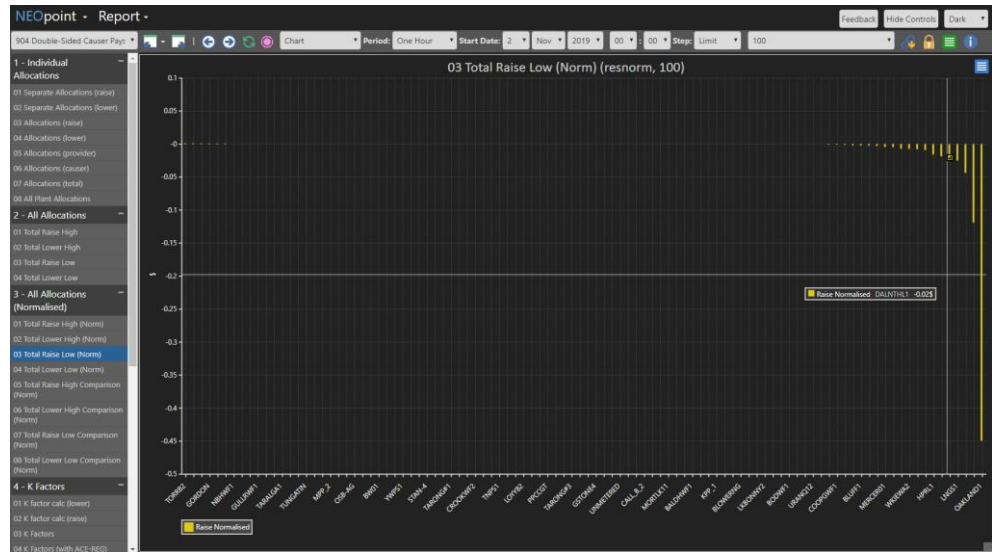 NEOpoint - Report -
Feedback
Hide Controls
Dark
904 Double-Sided Causer Pays
Chart
Period: One Hour
Start Date: 2 Nov 2019 00 : 00
Step: Limit
100
1 - Individual
Allocations
01 Separate Allocations (raise)
02 Separate Allocations (lower)
03 Allocations (raise)
04 Allocations (lower)
05 Allocations (provider)
06 Allocations (causer)
07 Allocations (total)
08 All Plant Allocations
2 - All Allocations
01 Total Raise High
02 Total Lower High
03 Total Raise Low
04 Total Lower Low
3 - All Allocations
(Normalised)
01 Total Raise High (Norm)
02 Total Lower High (Norm)
03 Total Raise Low (Norm)
04 Total Lower Low (Norm)
05 Total Raise High Comparison
(Norm)
06 Total Lower High Comparison
(Norm)
07 Total Raise Low Comparison
(Norm)
08 Total Lower Low Comparison
(Norm)
4 - K Factors
01 K factor calc (lower)
02 K factor calc (raise)
03 K Factors
04 K Factors (with ACE-REG)
03 Total Raise Low (Norm) (resnorm, 100)
0.1
0.05
-0
-0.05
-0.1
-0.15
-0.2
-0.25
-0.3
-0.35
-0.4
-0.45
-0.5
$
Raise Normalised DALNTHL1 -0.02$
TORRB2
GORDON
NBHWF1
GULLRWF1
TARALGA1
TUNGATIN
MPP_2
OSB-AG
BW01
YWPS1
STAN-4
TARONG#1
CROOKWF2
TNPS1
LOYYB2
PPCCGT
TARONG#3
GSTONE4
UNMETERED
CALL_B_2
MORTLK11
BALDHWF1
KPP_1
BLOWERNG
LKBONNY2
BODWF1
URANQ12
COOPGWF1
BLUFF1
MERCER01
WKIEWA2
HPRL1
LNGS1
OAKLAND1
Raise Normalised